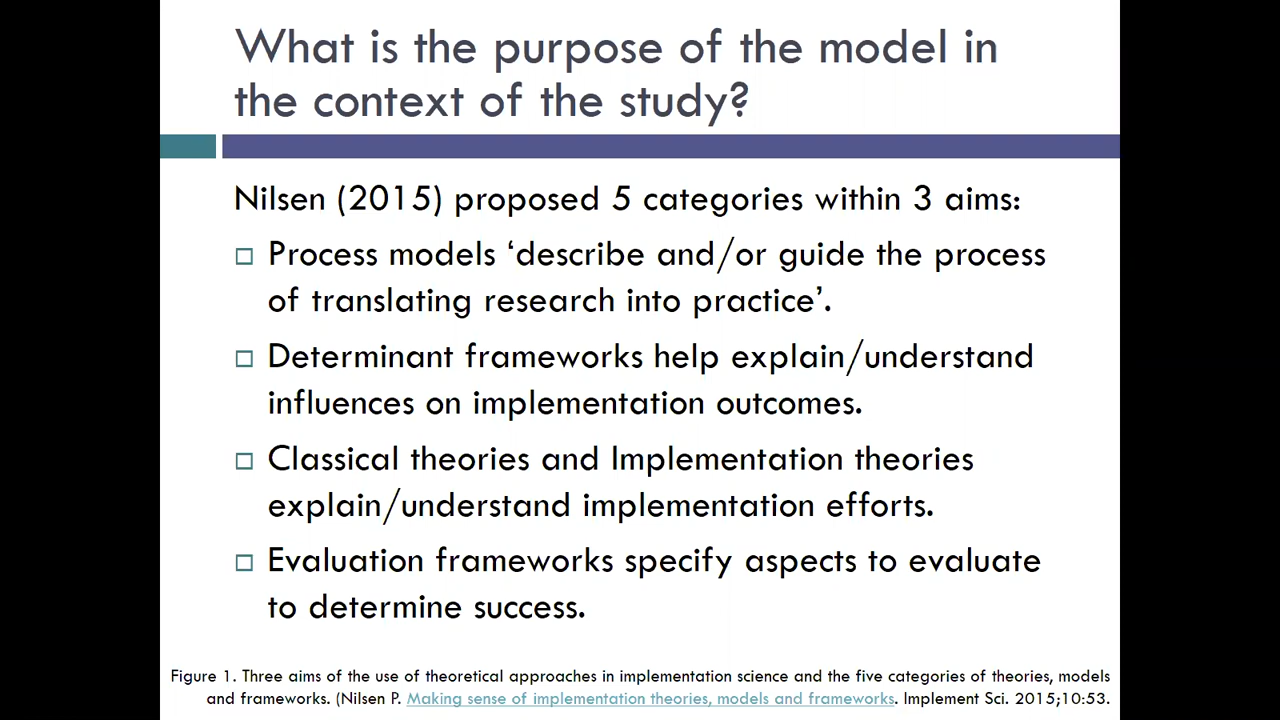 What is the purpose of the model in
the context of the study?
Nilsen (2015) proposed 5 categories within 3 aims:
Process models ‘describe and/or guide the process
of translating research into practice’.
Determinant frameworks help explain/understand
influences on implementation outcomes.
Classical theories and Implementation theories
explain/understand implementation efforts.
Evaluation frameworks specify aspects to evaluate
to determine success.
Figure 1. Three aims of the use of theoretical approaches in implementation science and the five categories of theories, models
and frameworks. (Nilsen P. Making sense of implementation theories, models and frameworks. Implement Sci. 2015;10:53.